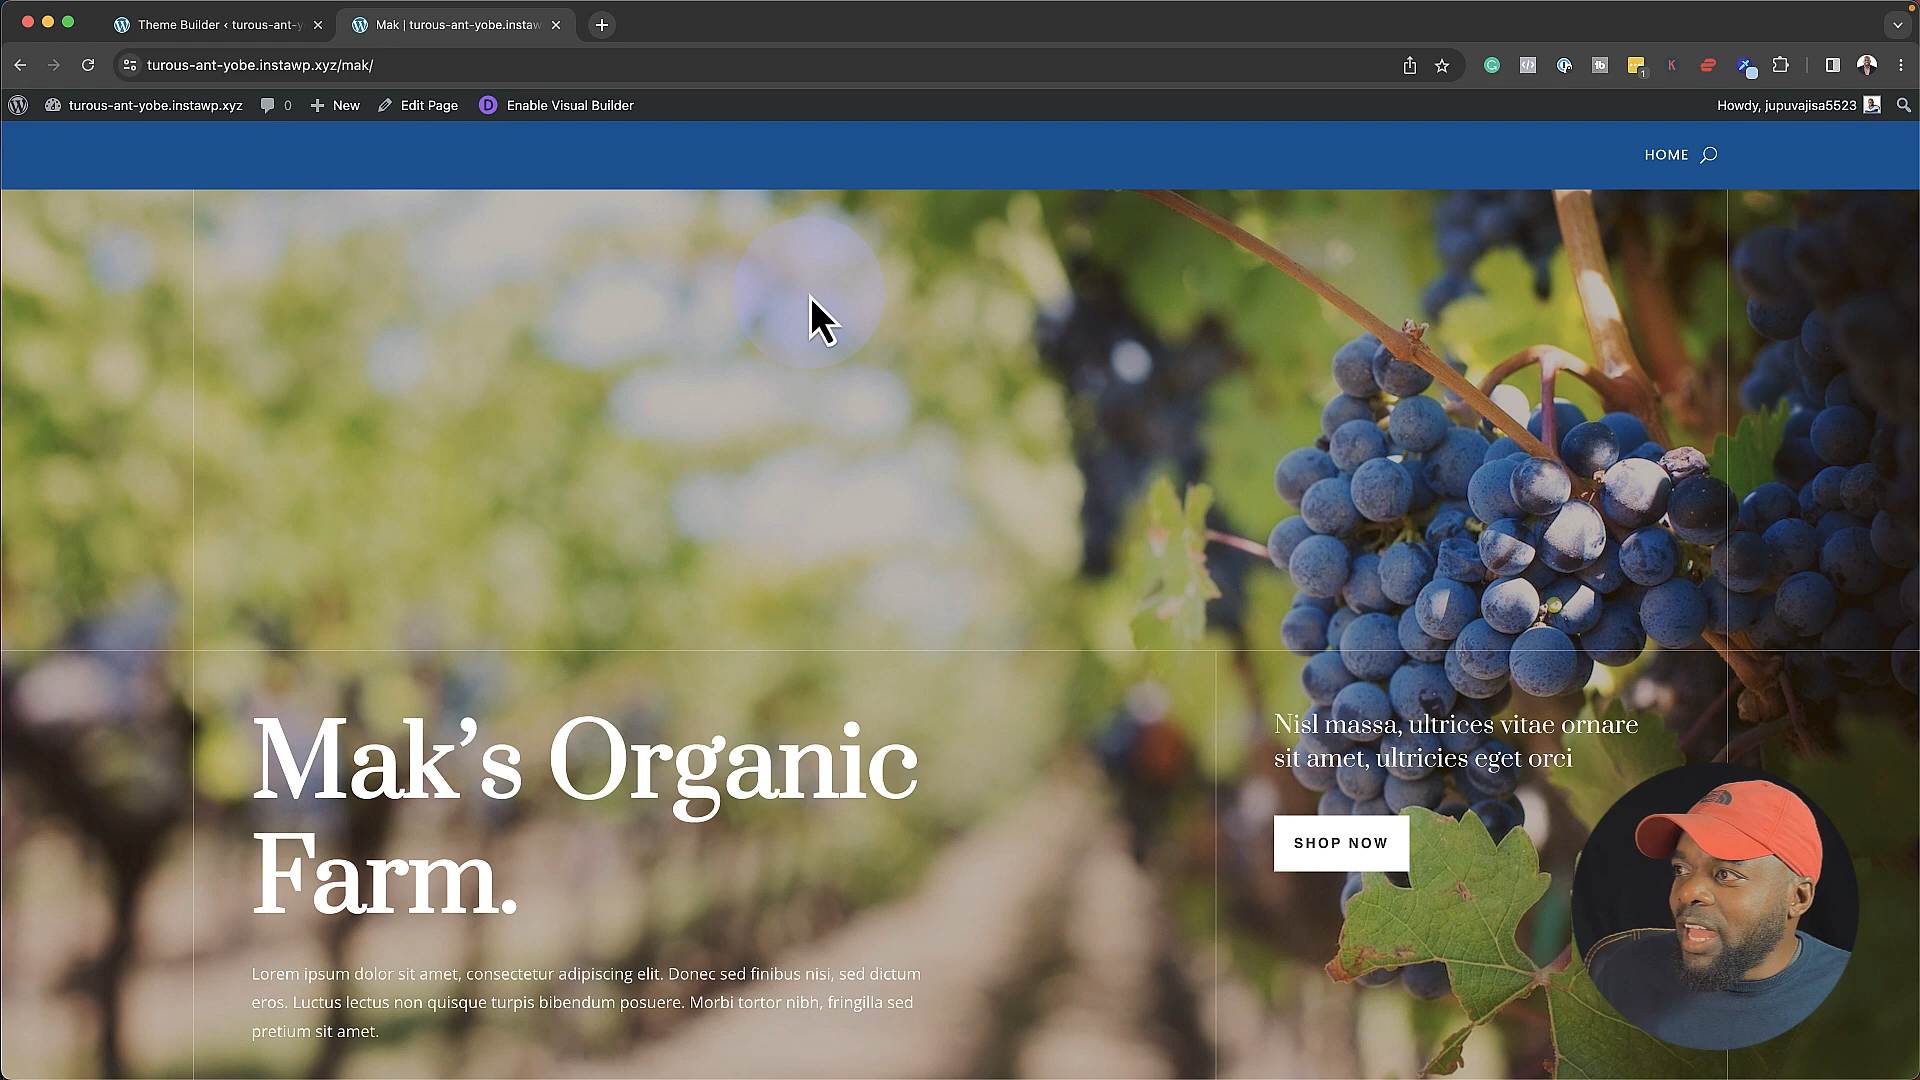 Theme Builder ‹ turous-ant-y
Mak | turous-ant-yobe.instaw
turous-ant-yobe.instawp.xyz/mak/
turous-ant-yobe.instawp.xyz 0 New Edit Page D Enable Visual Builder Howdy, jupuvajisa5523
HOME
Mak’s Organic
Farm.
Lorem ipsum dolor sit amet, consectetur adipiscing elit. Donec sed finibus nisi, sed dictum
eros. Luctus lectus non quisque turpis bibendum posuere. Morbi tortor nibh, fringilla sed
pretium sit amet.
Nisl massa, ultrices vitae ornare
sit amet, ultricies eget orci
SHOP NOW